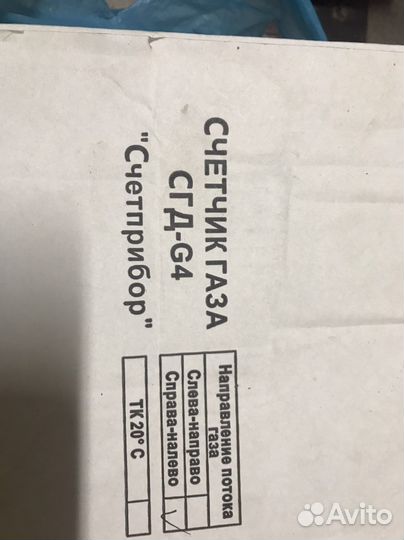 СЧЕТЧИК ГАЗА
СГД-G4
"Счетприбор"
Направление потока
газа
Слева-направо
Справа-налево
ТК 20° С
Avito